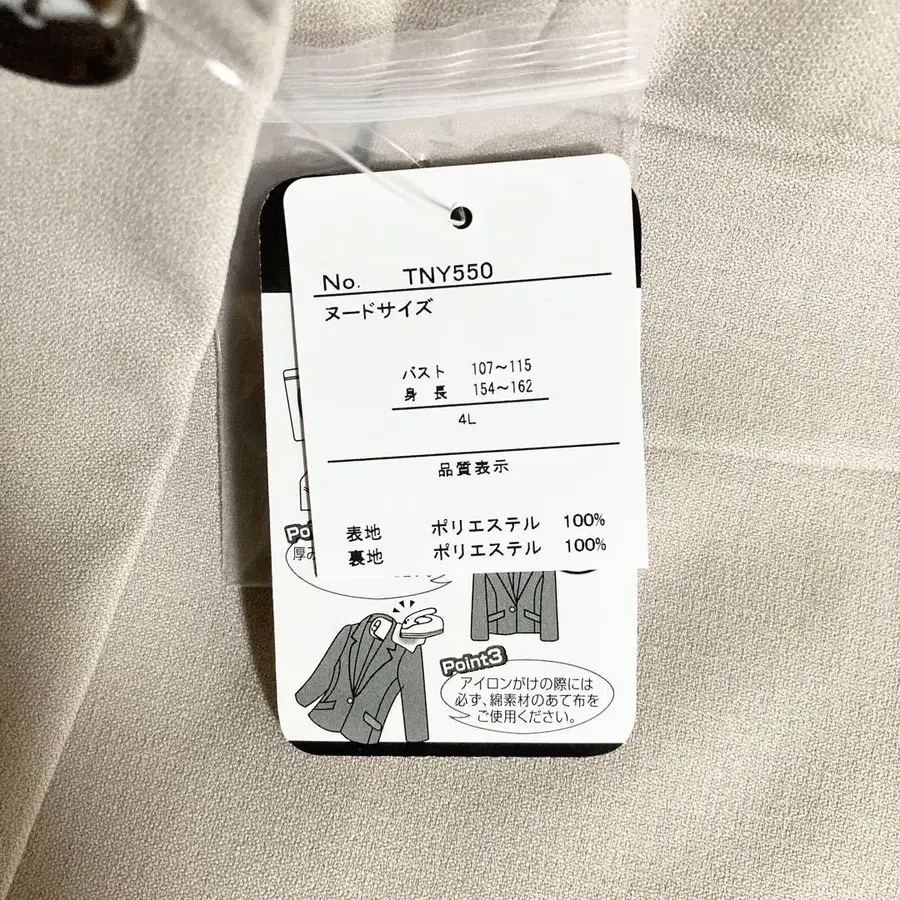 No. TNY550
ヌードサイズ
バスト 107～115
身長 154～162
4L
品質表示
表地 ポリエステル 100%
裏地 ポリエステル 100%
厚み
Point3
アイロンがけの際には
必ず、綿素材のあて布を
ご使用ください。